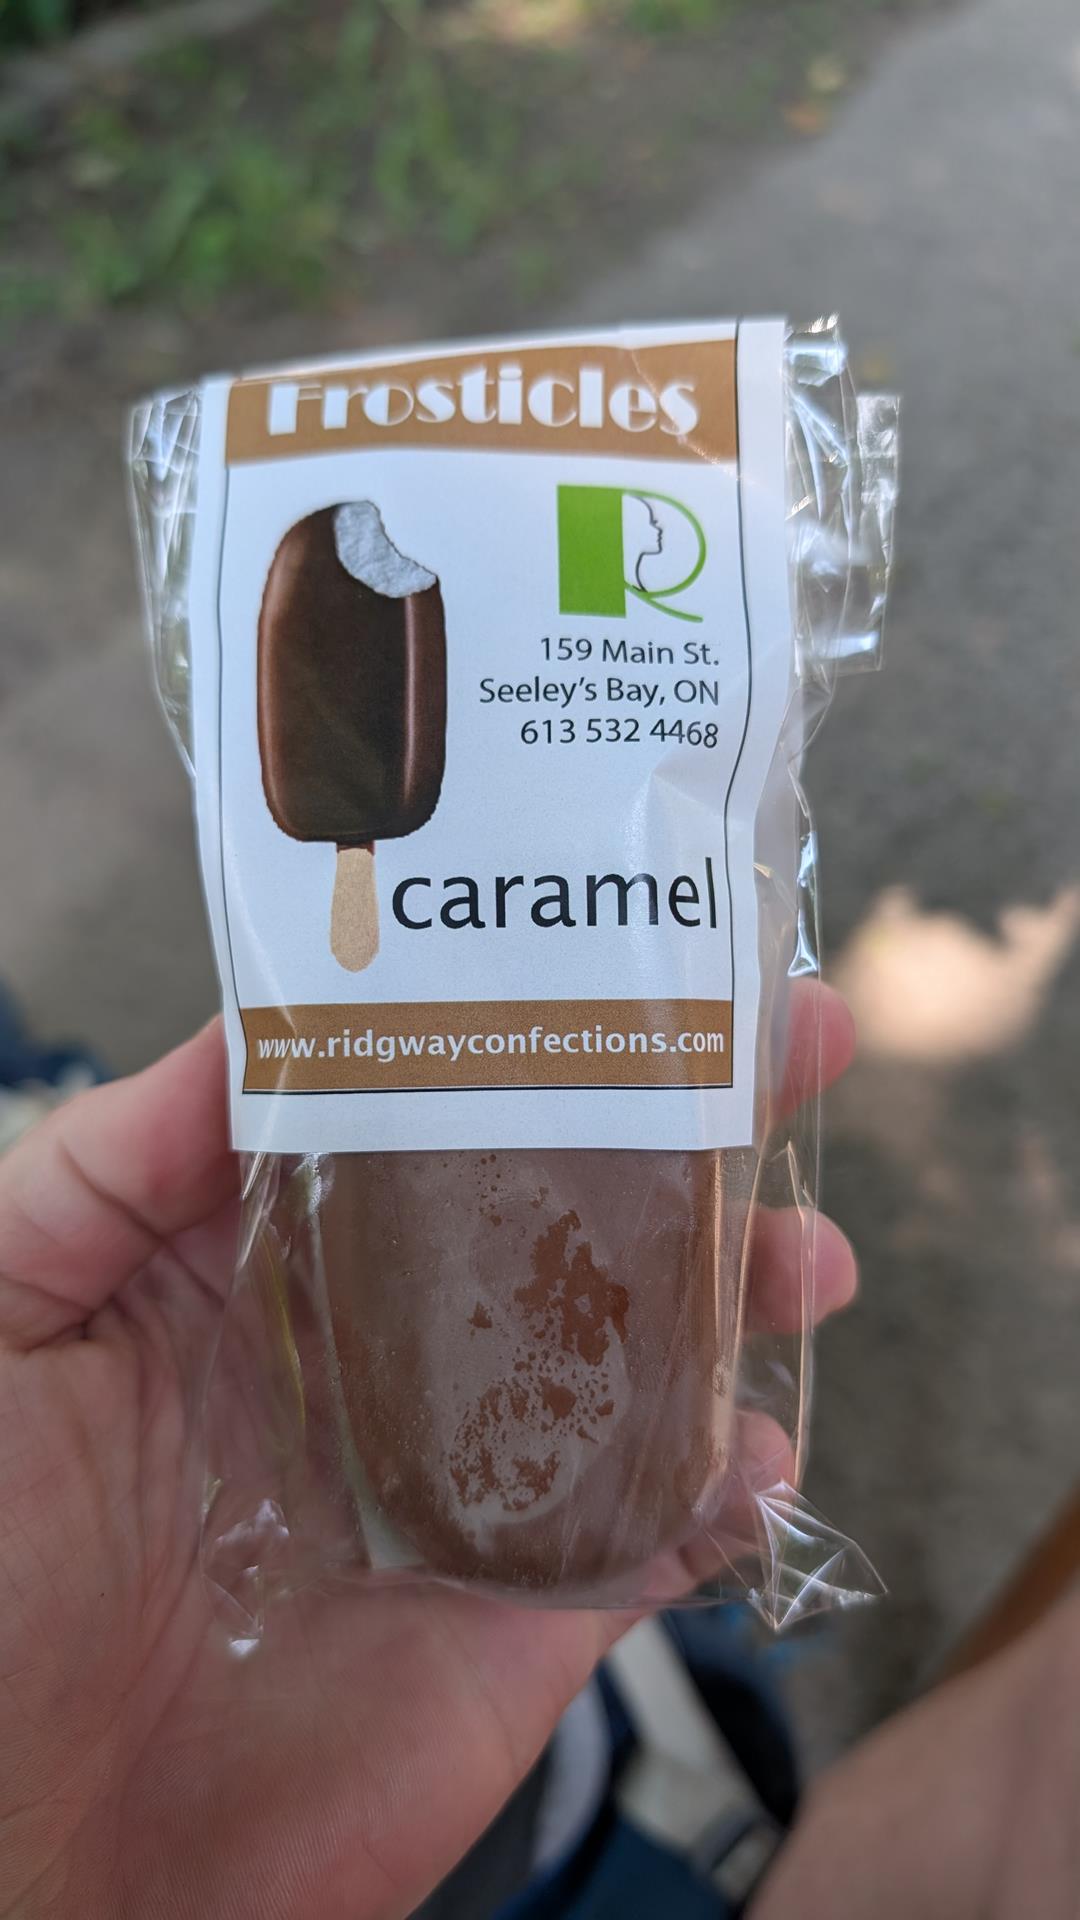 Frosticles
R
159 Main St.
Seeley's Bay, ON
613 532 4468
caramel
www.ridgwayconfections.com